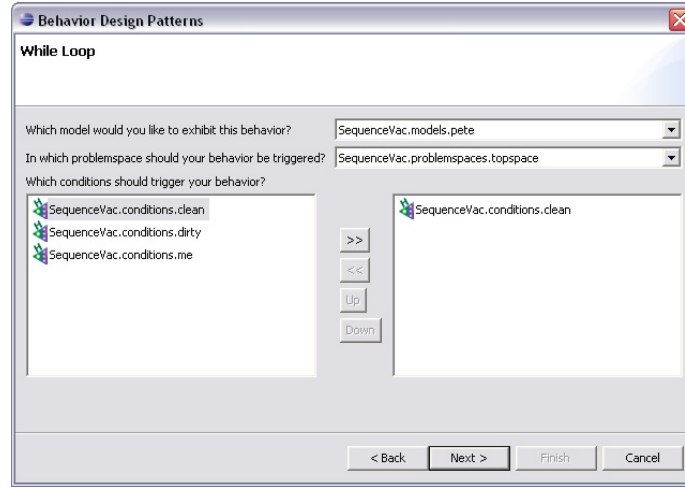 Behavior Design Patterns
While Loop
Which model would you like to exhibit this behavior? SequenceVac.models.pete
In which problemspace should your behavior be triggered? SequenceVac.problemspaces.topspace
Which conditions should trigger your behavior?
SequenceVac.conditions.clean
SequenceVac.conditions.dirty
SequenceVac.conditions.me
>>
<<
Up
Down
SequenceVac.conditions.clean
< Back Next > Finish Cancel